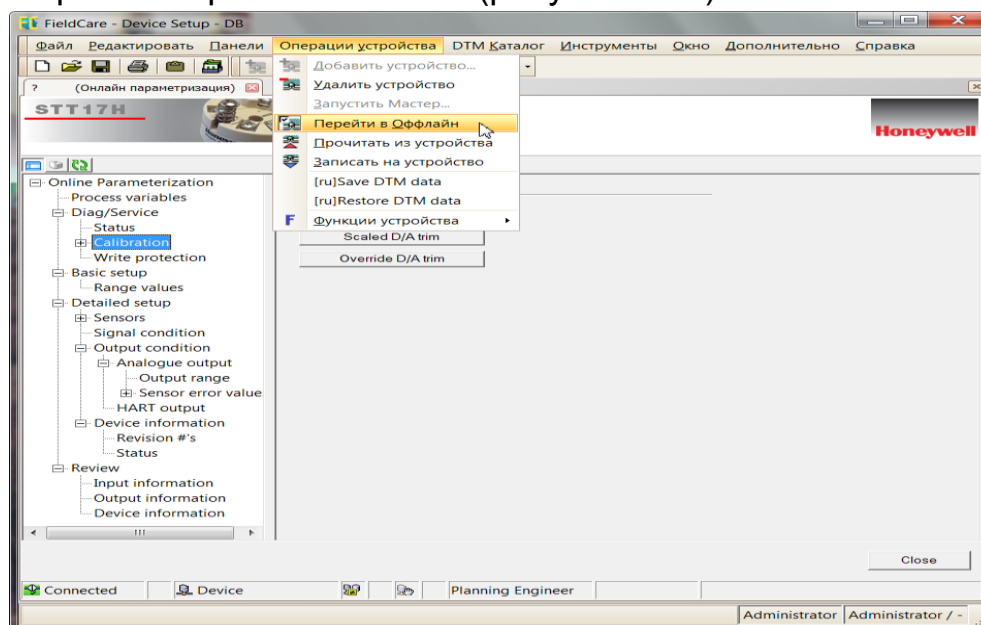 FieldCare - Device Setup - DB
Файл Редактировать Панели Операции устройства DTM Каталог Инструменты Окно Дополнительно Справка
? (Онлайн параметризация)
Добавить устройство...
Удалить устройство
Запустить Мастер...
Перейти в Оффлайн
Прочитать из устройства
Записать на устройство
[ru]Save DTM data
[ru]Restore DTM data
F Функции устройства
STT17H
Honeywell
Online Parameterization
Process variables
Diag/Service
Status
Calibration
Write protection
Basic setup
Range values
Detailed setup
Sensors
Signal condition
Output condition
Analogue output
Output range
Sensor error value
HART output
Device information
Revision #'s
Status
Review
Input information
Output information
Device information
Scaled D/A trim
Override D/A trim
Close
Connected Device Planning Engineer
Administrator Administrator / -